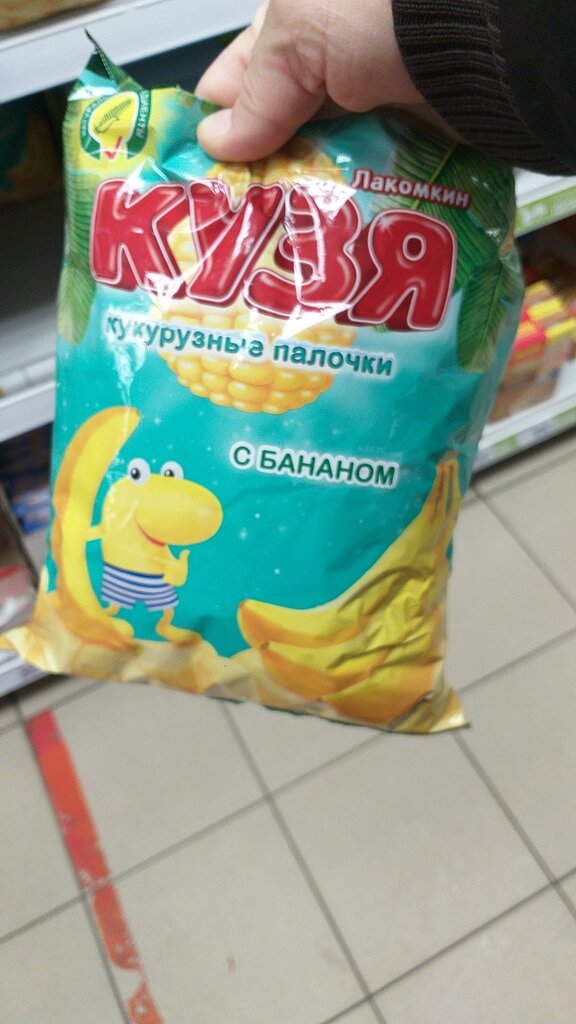 Лакомкин
КУЗЯ
кукурузные палочки
С БАНАНОМ